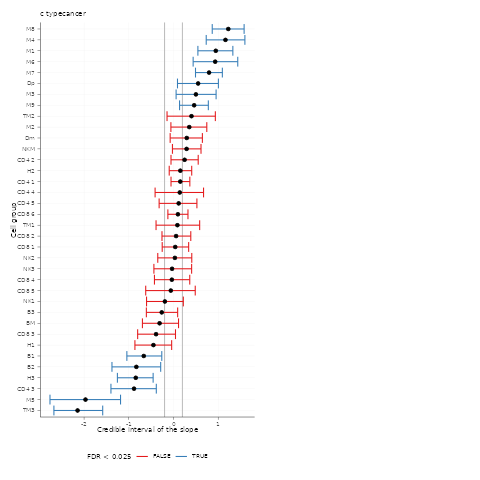 c typecancer
M8
M4
M1
M6
M7
Dp
M3
M5
TM2
M2
Dm
NKM
CD4 2
H2
CD4 1
CD4 4
CD4 5
CD8 6
TM1
CD8 2
CD8 1
NK2
NK3
CD8 4
CD8 5
NK1
B3
BM
CD8 3
H1
B1
B2
H3
CD4 3
TM3
Cell group
-2 -1 0 1
Credible interval of the slope
FDR < 0.025 FALSE TRUE